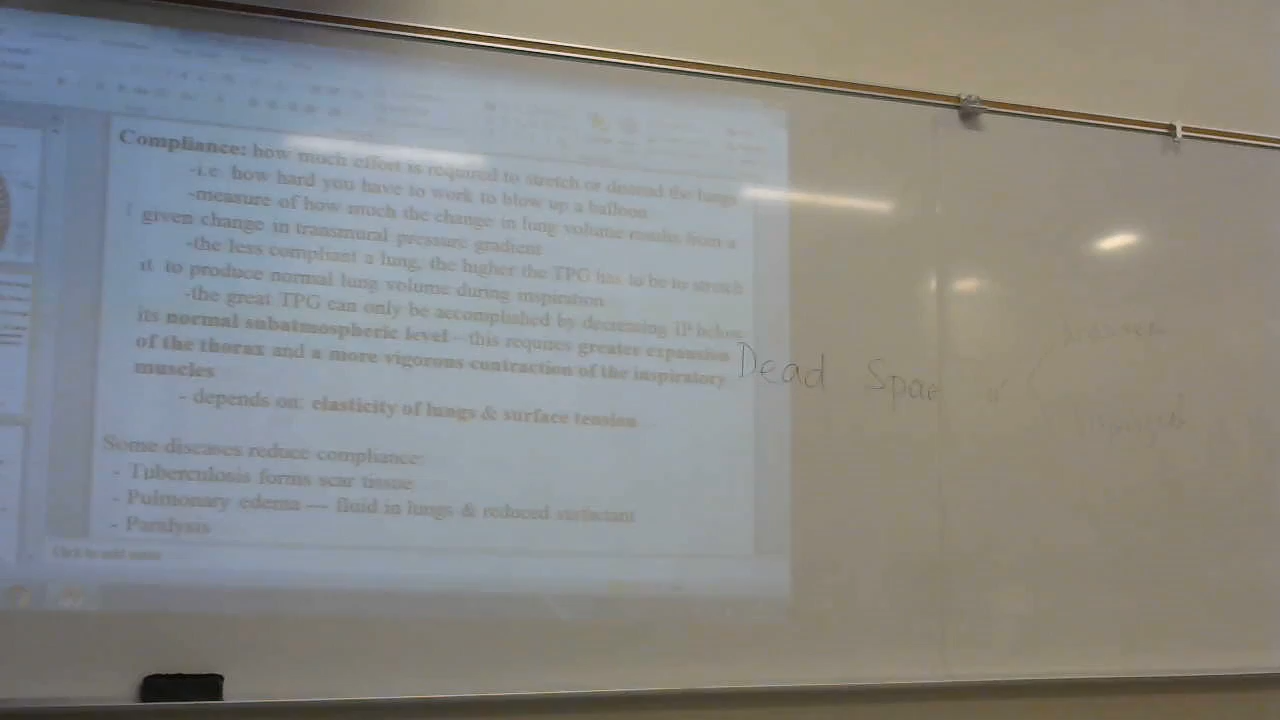 Compliance: how much effort is required to stretch or distend the lungs
-i.e. how hard you have to work to blow up a balloon
-measure of how much the change in lung volume results from a
given change in transmural pressure gradient
-the less compliant a lung, the higher the TPG has to be to stretch
it to produce normal lung volume during inspiration
-the great TPG can only be accomplished by decreasing IP below
its normal subatmospheric level – this requires greater expansion
of the thorax and a more vigorous contraction of the inspiratory
muscles
- depends on: elasticity of lungs & surface tension
Some diseases reduce compliance:
- Tuberculosis forms scar tissue
- Pulmonary edema — fluid in lungs & reduced surfactant
- Paralysis
Click to add notes
Dead Space